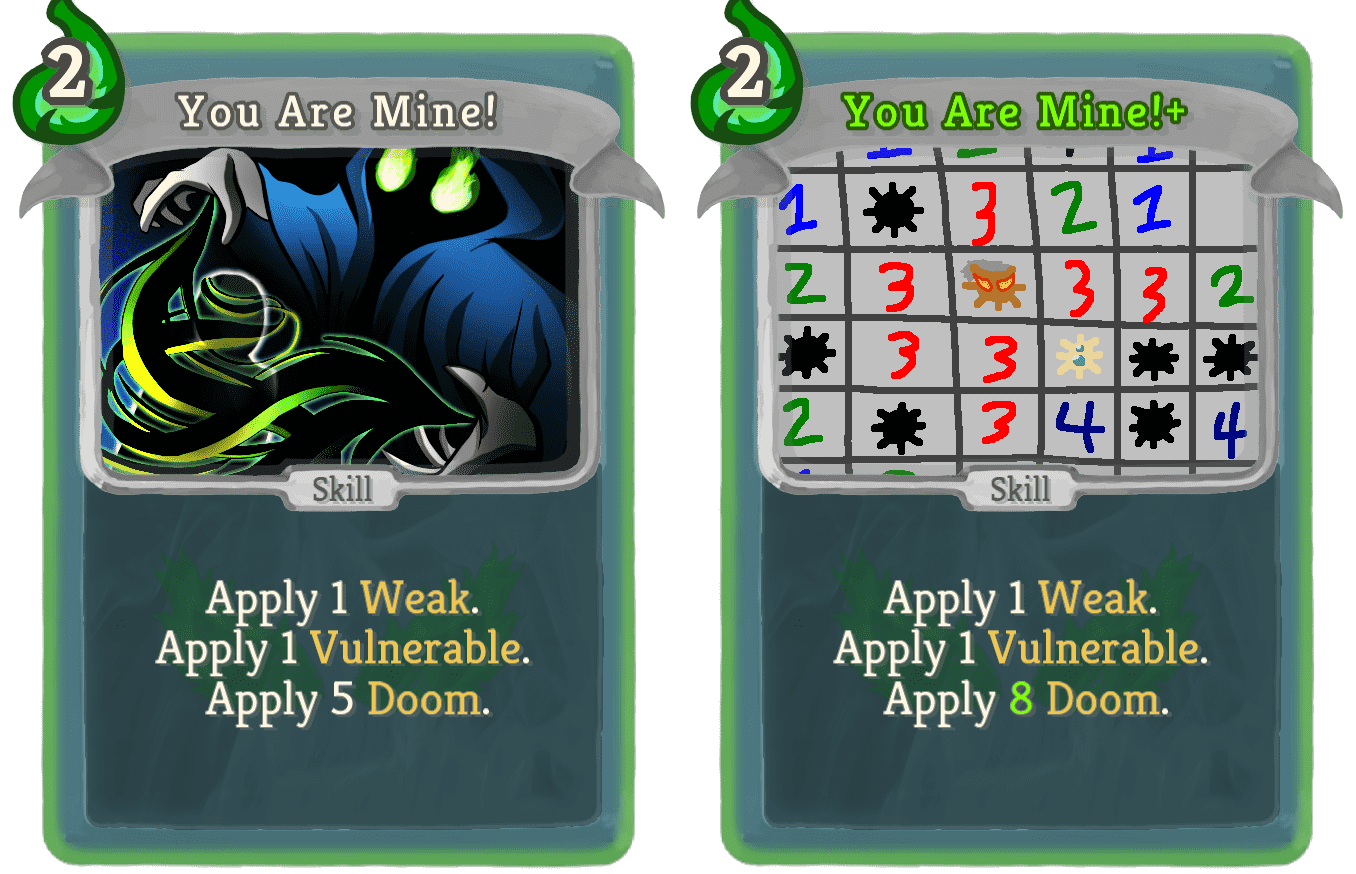 2
You Are Mine!
Skill
Apply 1 Weak.
Apply 1 Vulnerable.
Apply 5 Doom.
2
You Are Mine!+
1 3 2 1
2 3 3 3 2
3 3
2 3 4 4
Skill
Apply 1 Weak.
Apply 1 Vulnerable.
Apply 8 Doom.